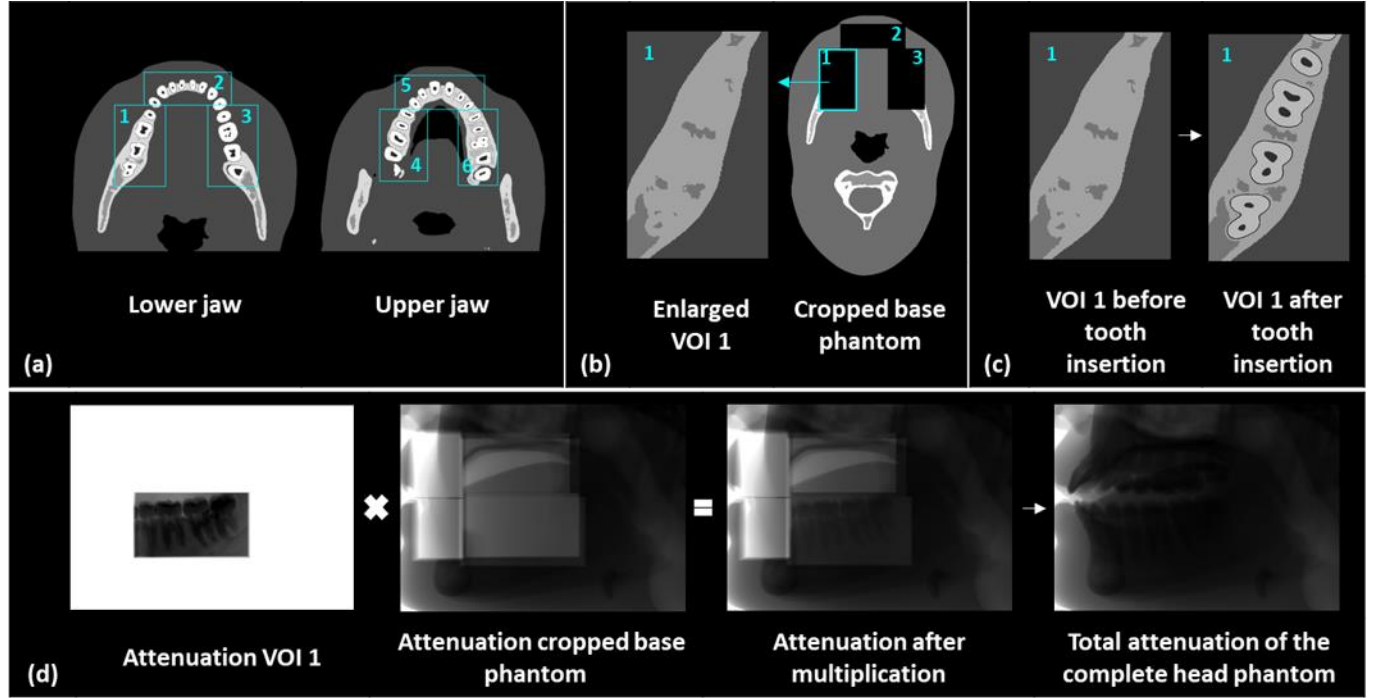 1
2
3
Lower jaw
5
4
6
Upper jaw
(a)
1
Enlarged
VOI 1
1
2
3
Cropped base
phantom
(b)
1
VOI 1 before
tooth
insertion
1
VOI 1 after
tooth
insertion
(c)
Attenuation VOI 1
Attenuation cropped base
phantom
Attenuation after
multiplication
Total attenuation of the
complete head phantom
(d)